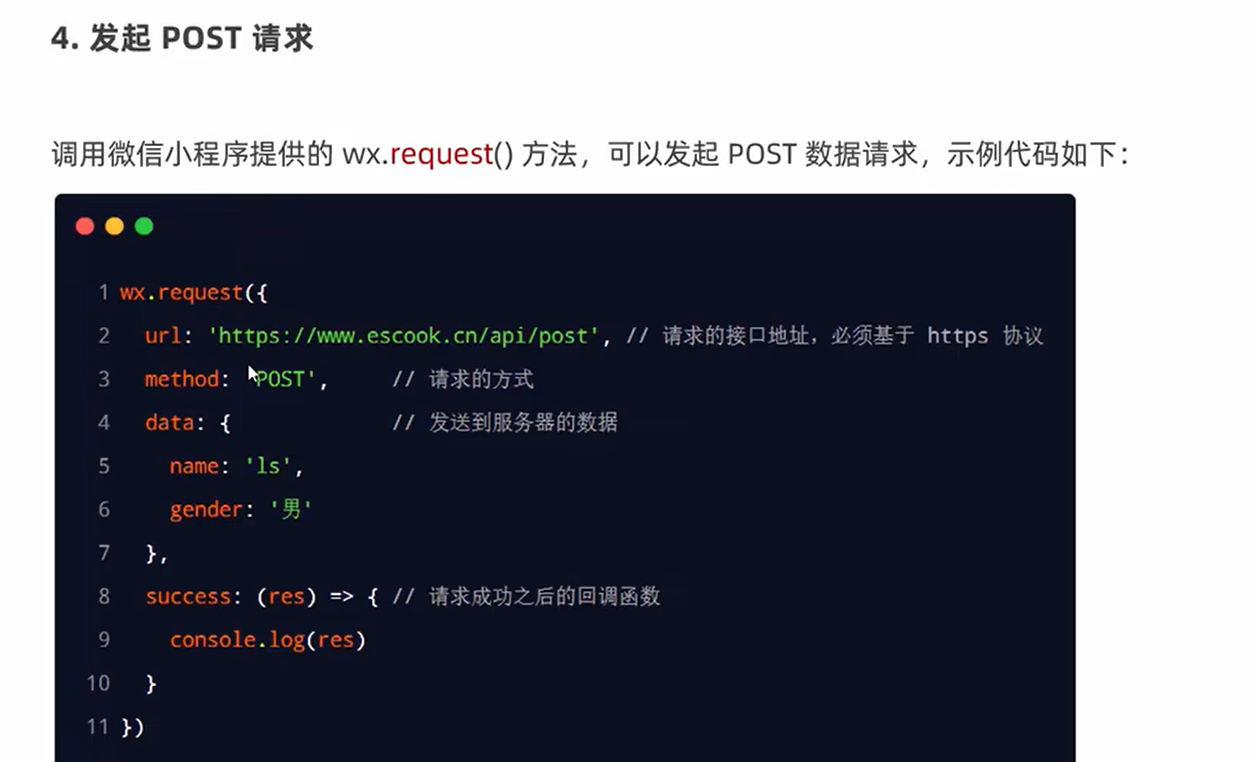 4. 发起 POST 请求
调用微信小程序提供的 wx.request() 方法，可以发起 POST 数据请求，示例代码如下：
1 wx.request({
2 url: 'https://www.escook.cn/api/post', // 请求的接口地址，必须基于 https 协议
3 method: 'POST', // 请求的方式
4 data: { // 发送到服务器的数据
5 name: 'ls',
6 gender: '男'
7 },
8 success: (res) => { // 请求成功之后的回调函数
9 console.log(res)
10 }
11 })